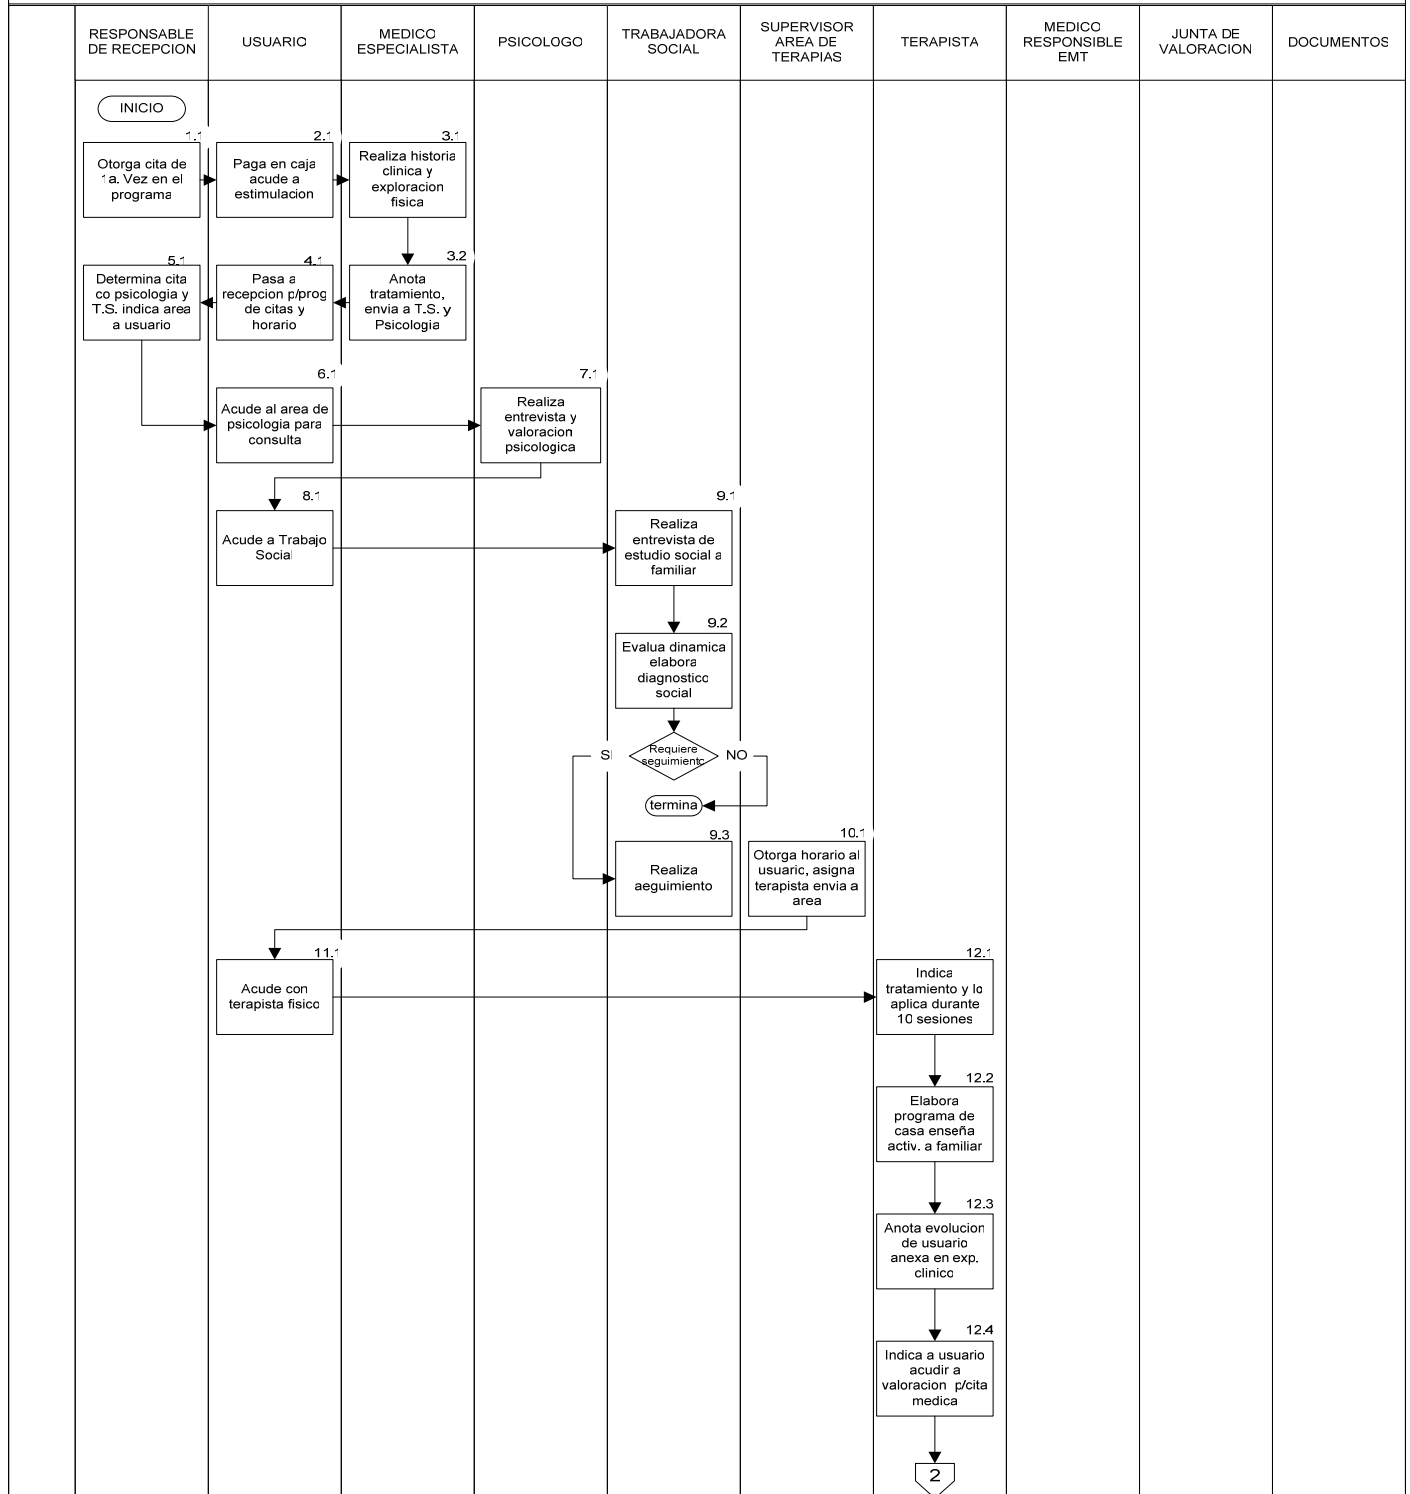 RESPONSABLE
DE RECEPCION
USUARIO
MEDICO
ESPECIALISTA
PSICOLOGO
TRABAJADORA
SOCIAL
SUPERVISOR
AREA DE
TERAPIAS
TERAPISTA
MEDICO
RESPONSIBLE
EMT
JUNTA DE
VALORACION
DOCUMENTOS
INICIO
1.1
Otorga cita de
1a. Vez en el
programa
2.1
Paga en caja
acude a
estimulacion
3.1
Realiza historia
clinica y
exploracion
fisica
5.1
Determina cita
co psicologia y
T.S. indica area
a usuario
4.1
Pasa a
recepcion p/prog
de citas y
horario
3.2
Anota
tratamiento,
envia a T.S. y
Psicologia
6.1
Acude al area de
psicologia para
consulta
7.1
Realiza
entrevista y
valoracion
psicologica
8.1
Acude a Trabajo
Social
9.1
Realiza
entrevista de
estudio social a
familiar
9.2
Evalua dinamica
elabora
diagnostico
social
SI
Requiere
seguimiento
NO
termina
9.3
Realiza
aeguimiento
10.1
Otorga horario al
usuario, asigna
terapista envia a
area
11.1
Acude con
terapista fisico
12.1
Indica
tratamiento y lo
aplica durante
10 sesiones
12.2
Elabora
programa de
casa enseña
activ. a familiar
12.3
Anota evolucion
de usuario
anexa en exp.
clinico
12.4
Indica a usuario
acudir a
valoracion p/cita
medica
2